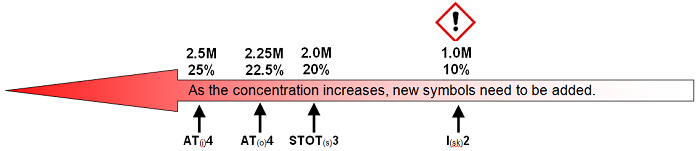 2.5M 2.25M 2.0M 1.0M
25% 22.5% 20% 10%
As the concentration increases, new symbols need to be added.
AT(i)4 AT(o)4 STOT(s)3 I(sk)2